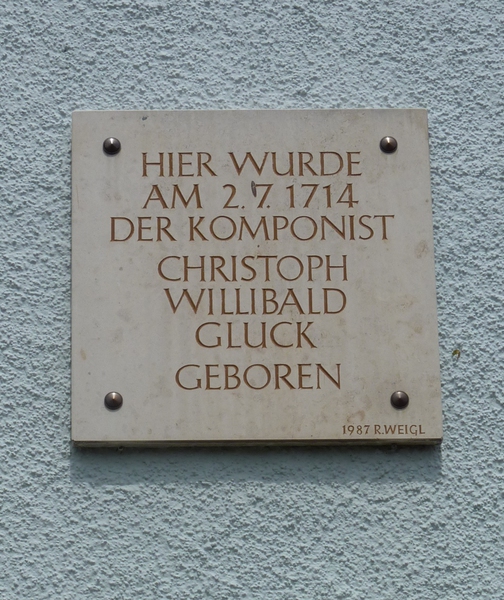 HIER WURDE
AM 2.7.1714
DER KOMPONIST
CHRISTOPH
WILLIBALD
GLUCK
GEBOREN
1987 R.WEIGL